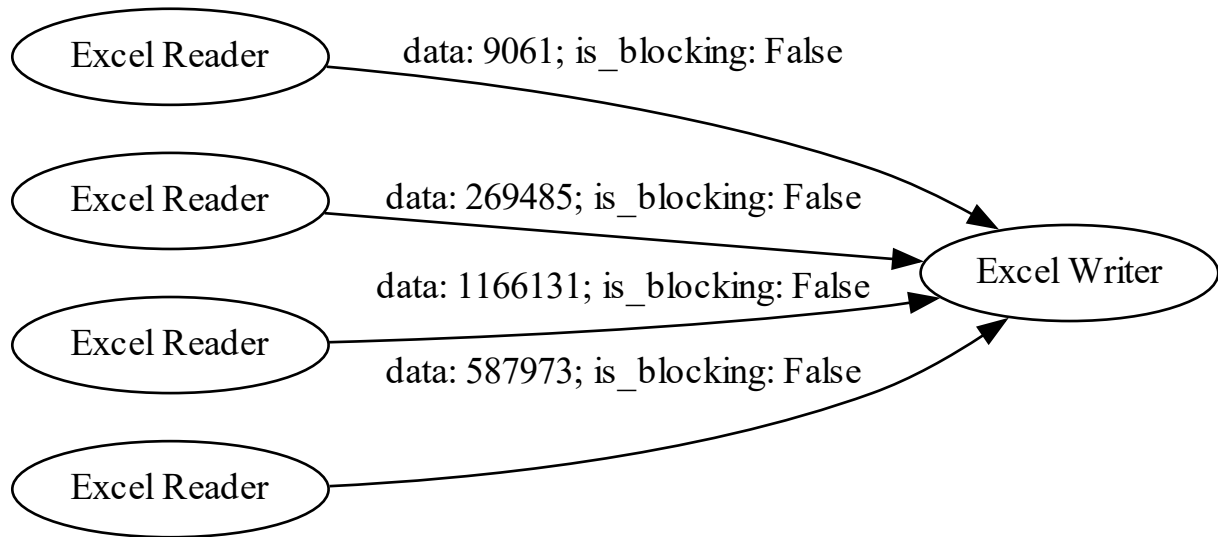 Excel Reader
data: 9061; is_blocking: False
Excel Reader
data: 269485; is_blocking: False
Excel Writer
data: 1166131; is_blocking: False
Excel Reader
data: 587973; is_blocking: False
Excel Reader